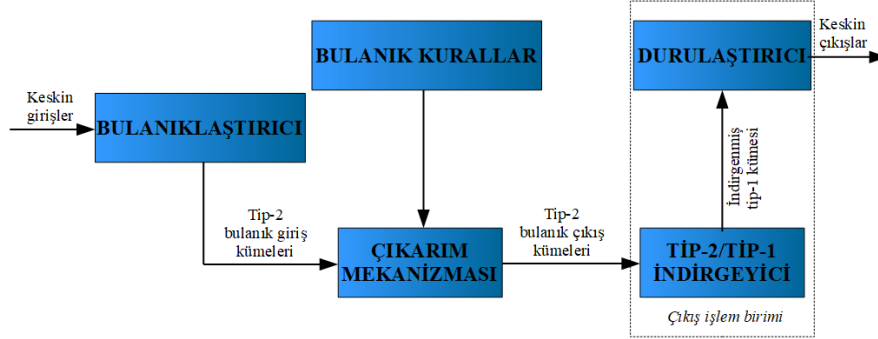 Keskin
girişler
BULANIKLAŞTIRICI
BULANIK KURALLAR
Tip-2
bulanık giriş
kümeleri
ÇIKARIM
MEKANİZMASI
Tip-2
bulanık çıkış
kümeleri
TİP-2/TİP-1
İNDİRGEYİCİ
İndirgenmiş
tip-1 kümesi
DURULAŞTIRICI
Keskin
çıkışlar
Çıkış işlem birimi